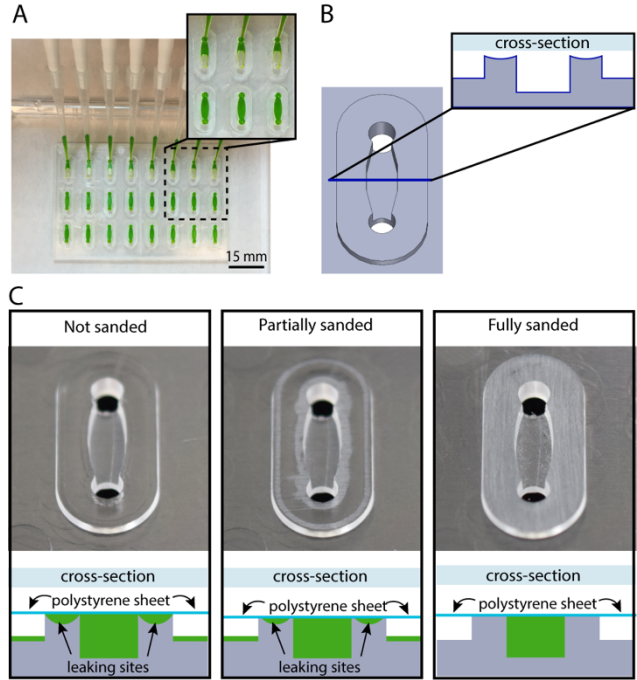 A
15 mm
B
cross-section
C
Not sanded
Partially sanded
Fully sanded
cross-section
cross-section
cross-section
polystyrene sheet
polystyrene sheet
polystyrene sheet
leaking sites
leaking sites